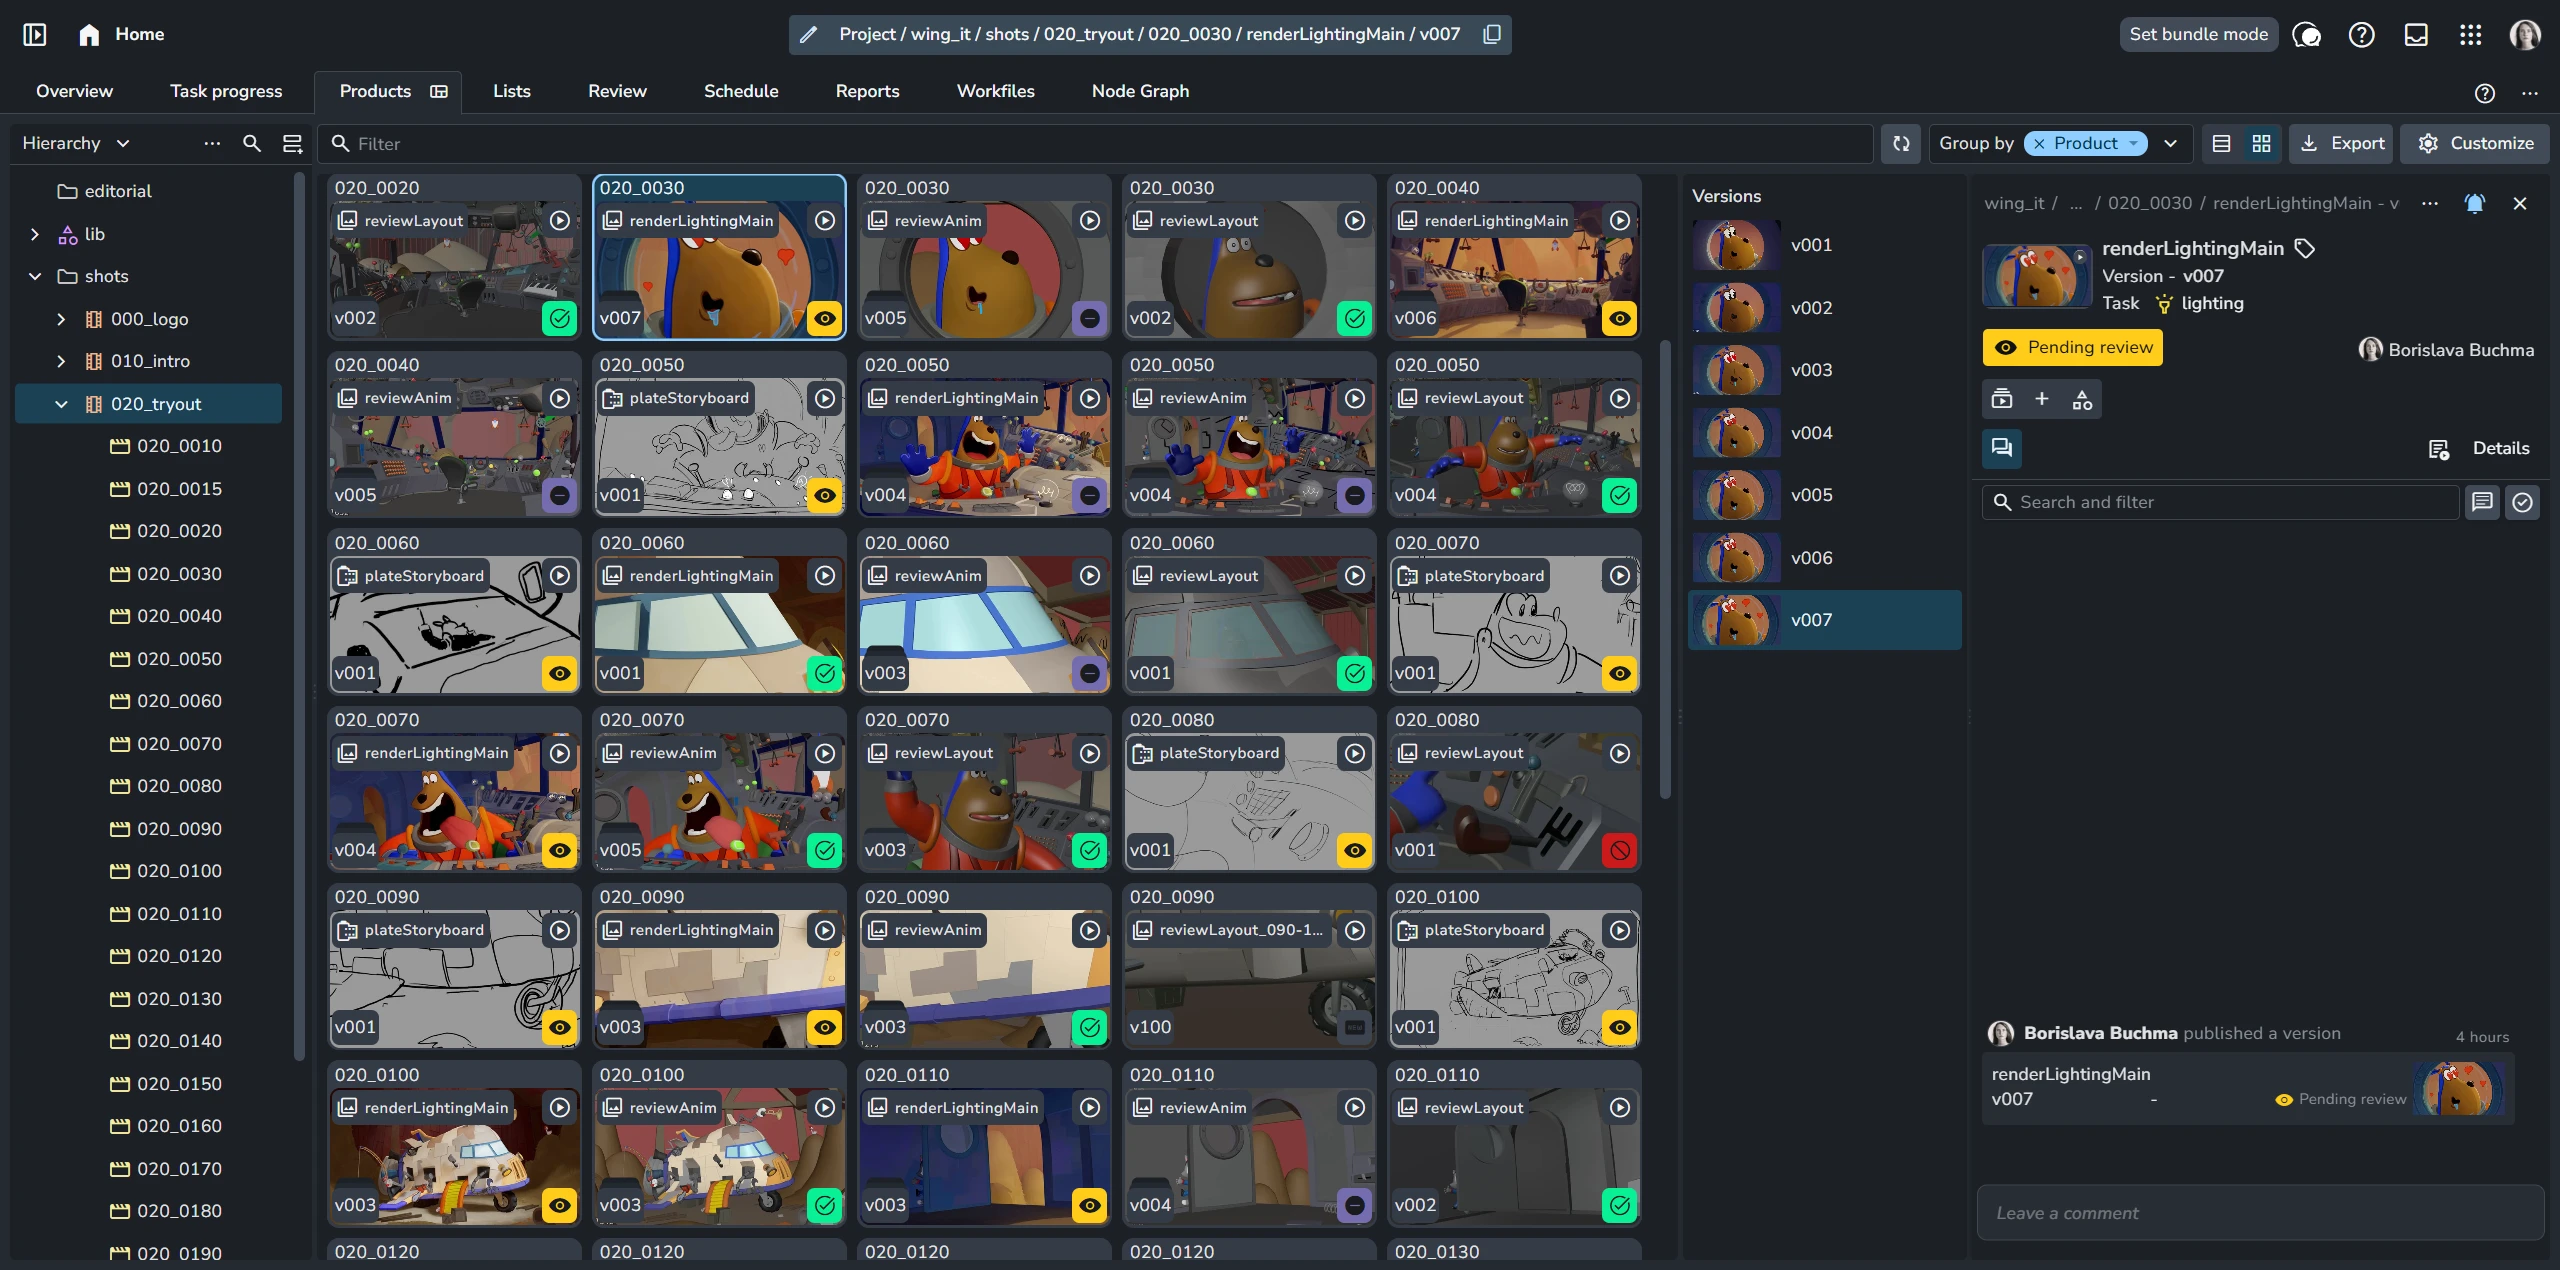 Home
Project / wing_it / shots / 020_tryout / 020_0030 / renderLightingMain / v007
Set bundle mode
Overview
Task progress
Products
Lists
Review
Schedule
Reports
Workfiles
Node Graph
Hierarchy
Filter
Group by
Product
Export
Customize
editorial
lib
shots
000_logo
010_intro
020_tryout
020_0010
020_0015
020_0020
020_0030
020_0040
020_0050
020_0060
020_0070
020_0080
020_0090
020_0100
020_0110
020_0120
020_0130
020_0140
020_0150
020_0160
020_0170
020_0180
020_0190
020_0020
reviewLayout
v002
020_0030
renderLightingMain
v007
020_0030
reviewAnim
v005
020_0030
reviewLayout
v002
020_0040
renderLightingMain
v006
020_0040
reviewAnim
v005
020_0050
plateStoryboard
v001
020_0050
renderLightingMain
v004
020_0050
reviewAnim
v004
020_0050
reviewLayout
v004
020_0060
plateStoryboard
v001
020_0060
renderLightingMain
v001
020_0060
reviewAnim
v003
020_0060
reviewLayout
v001
020_0070
plateStoryboard
v001
020_0070
renderLightingMain
v004
020_0070
reviewAnim
v005
020_0070
reviewLayout
v003
020_0080
plateStoryboard
v001
020_0080
reviewLayout
v001
020_0090
plateStoryboard
v001
020_0090
renderLightingMain
v003
020_0090
reviewAnim
v003
020_0090
reviewLayout_090-1...
v100
020_0100
plateStoryboard
v001
020_0100
renderLightingMain
v003
020_0100
reviewAnim
v003
020_0110
renderLightingMain
v003
020_0110
reviewAnim
v004
020_0110
reviewLayout
v002
020_0120
020_0120
020_0120
020_0120
020_0130
Versions
v001
v002
v003
v004
v005
v006
v007
wing_it / ... / 020_0030 / renderLightingMain - v
renderLightingMain
Version - v007
Task lighting
Pending review
Borislava Buchma
Details
Search and filter
Borislava Buchma published a version
4 hours
renderLightingMain
v007 -
Pending review
Leave a comment